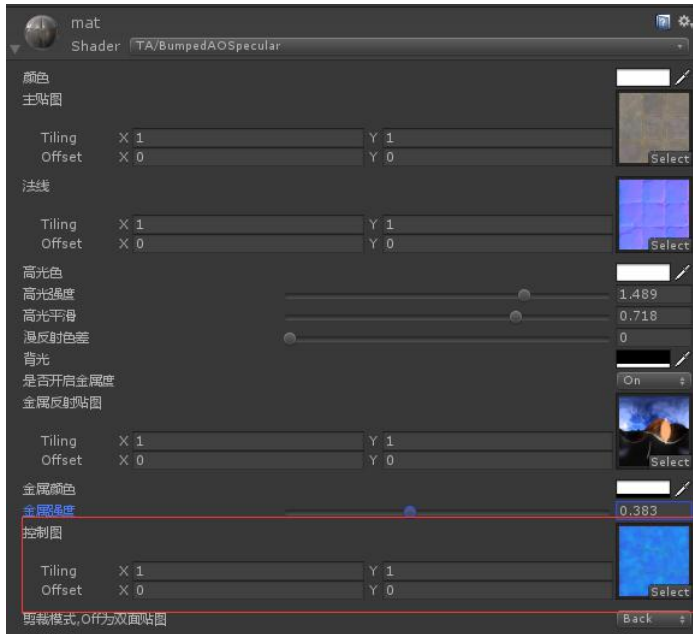 mat
Shader TA/BumpedAOSpecular
颜色
主贴图
Tiling X 1 Y 1
Offset X 0 Y 0
Select
法线
Tiling X 1 Y 1
Offset X 0 Y 0
Select
高光色
高光强度 1.489
高光平滑 0.718
漫反射色差 0
背光
是否开启金属度 On
金属反射贴图
Tiling X 1 Y 1
Offset X 0 Y 0
Select
金属颜色
金属强度 0.383
控制图
Tiling X 1 Y 1
Offset X 0 Y 0
Select
剪裁模式,Off为双面贴图 Back